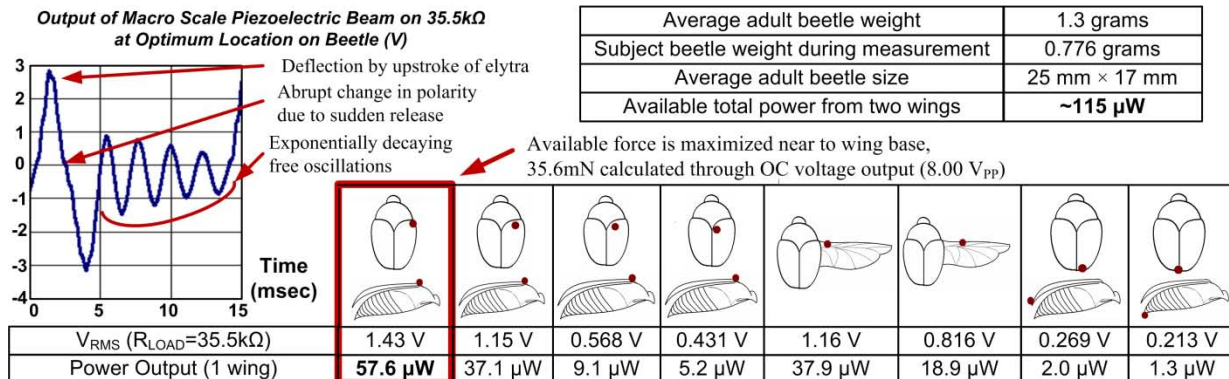 Output of Macro Scale Piezoelectric Beam on 35.5kΩ
at Optimum Location on Beetle (V)
3
2
1
0
-1
-2
-3
-4
0 5 10 15
Time
(msec)
Deflection by upstroke of elytra
Abrupt change in polarity
due to sudden release
Exponentially decaying
free oscillations
Average adult beetle weight 1.3 grams
Subject beetle weight during measurement 0.776 grams
Average adult beetle size 25 mm × 17 mm
Available total power from two wings ~115 µW
Available force is maximized near to wing base,
35.6mN calculated through OC voltage output (8.00 VPP)
VRMS (RLOAD=35.5kΩ) 1.43 V 1.15 V 0.568 V 0.431 V 1.16 V 0.816 V 0.269 V 0.213 V
Power Output (1 wing) 57.6 µW 37.1 µW 9.1 µW 5.2 µW 37.9 µW 18.9 µW 2.0 µW 1.3 µW